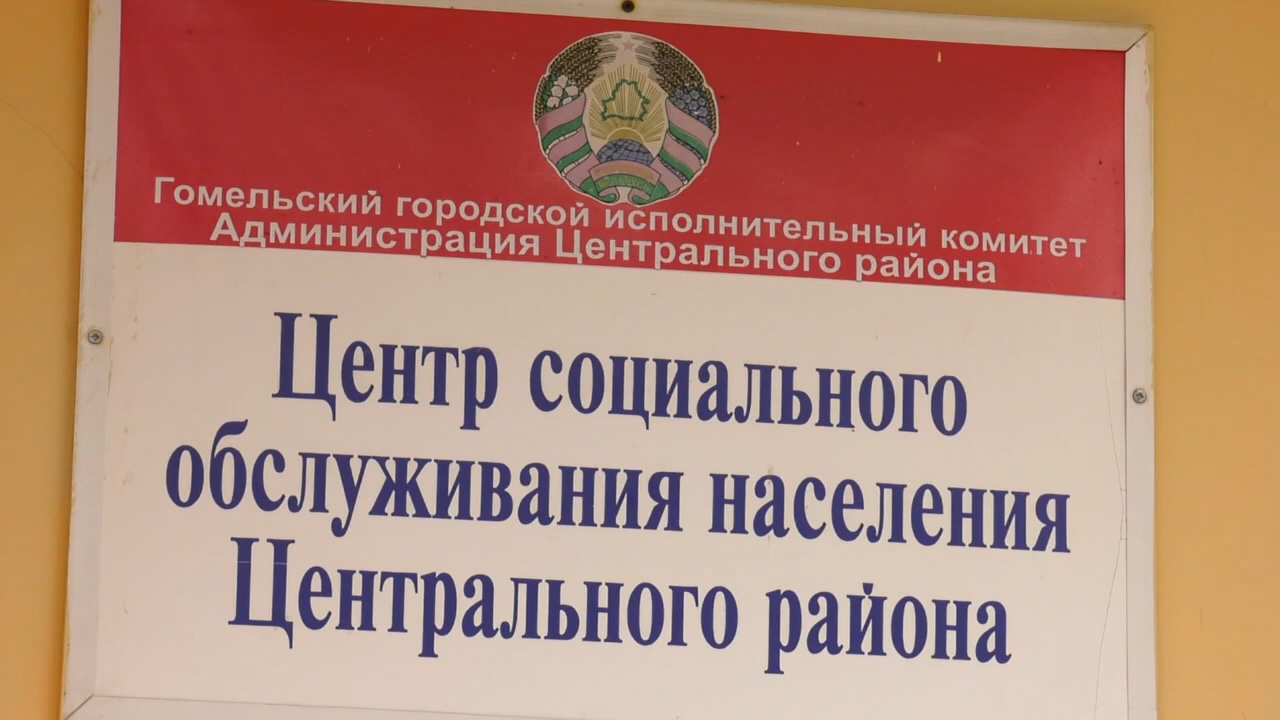 Гомельский городской исполнительный комитет
Администрация Центрального района
Центр социального
обслуживания населения
Центрального района